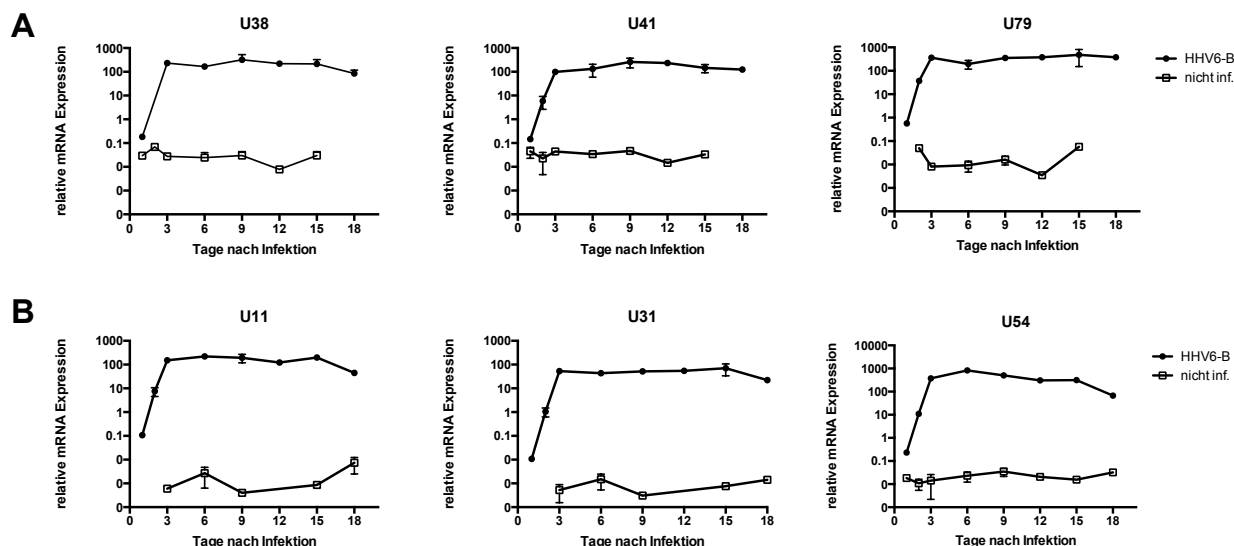 A
U38
U41
U79
relative mRNA Expression
1000
100
10
1
0.1
0
0
0
0 3 6 9 12 15 18
Tage nach Infektion
relative mRNA Expression
1000
100
10
1
0.1
0
0
0
0 3 6 9 12 15 18
Tage nach Infektion
relative mRNA Expression
1000
100
10
1
0.1
0
0
0
0 3 6 9 12 15 18
Tage nach Infektion
HHV6-B
nicht inf.
B
U11
U31
U54
relative mRNA Expression
1000
100
10
1
0.1
0
0
0
0 3 6 9 12 15 18
Tage nach Infektion
relative mRNA Expression
1000
100
10
1
0.1
0
0
0
0 3 6 9 12 15 18
Tage nach Infektion
relative mRNA Expression
10000
1000
100
10
1
0.1
0
0
0 3 6 9 12 15 18
Tage nach Infektion
HHV6-B
nicht inf.